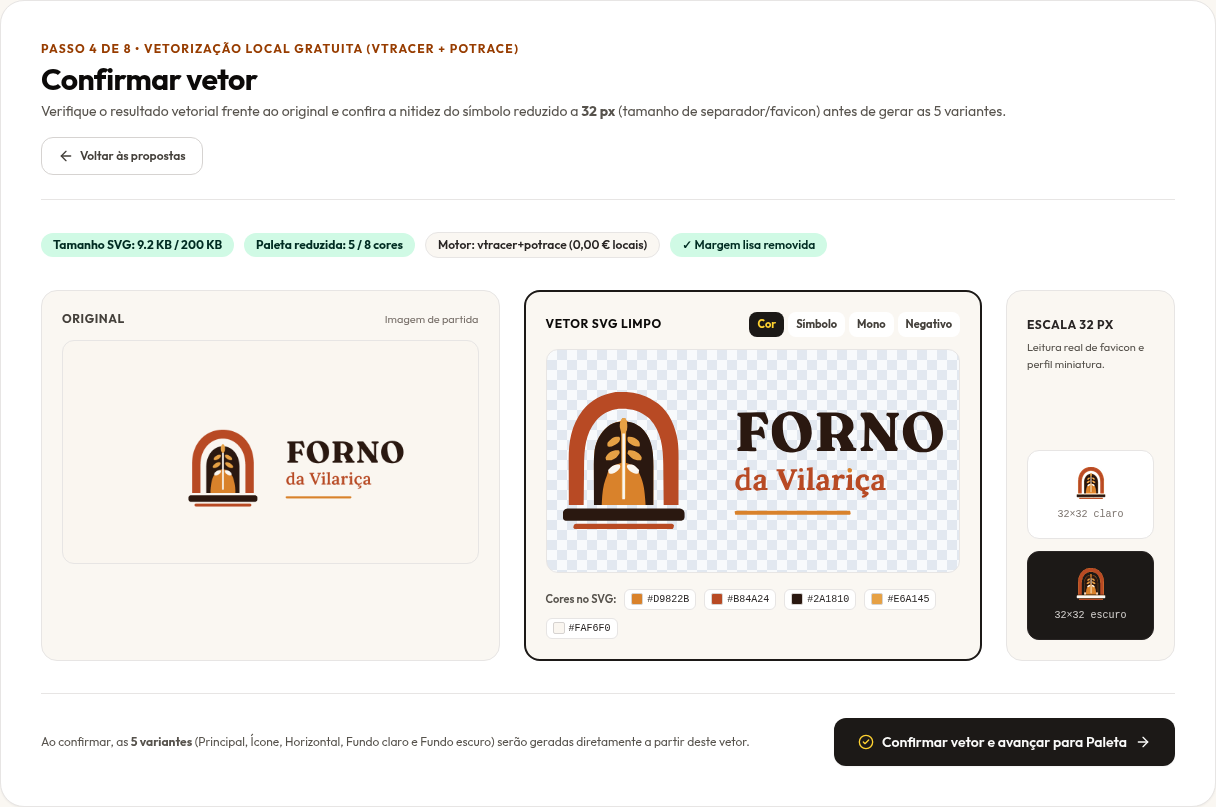 PASSO 4 DE 8 • VETORIZAÇÃO LOCAL GRATUITA (VTRACER + POTRACE)
Confirmar vetor
Verifique o resultado vetorial frente ao original e confira a nitidez do símbolo reduzido a 32 px (tamanho de separador/favicon) antes de gerar as 5 variantes.
← Voltar às propostas
Tamanho SVG: 9.2 KB / 200 KB
Paleta reduzida: 5 / 8 cores
Motor: vtracer+potrace (0,00 € locais)
✓ Margem lisa removida
ORIGINAL
Imagem de partida
FORNO
da Vilariça
VETOR SVG LIMPO
Cor
Símbolo
Mono
Negativo
FORNO
da Vilariça
Cores no SVG:
#D9822B
#B84A24
#2A1810
#E6A145
#FAF6F0
ESCALA 32 PX
Leitura real de favicon e
perfil miniatura.
32×32 claro
32×32 escuro
Ao confirmar, as 5 variantes (Principal, Ícone, Horizontal, Fundo claro e Fundo escuro) serão geradas diretamente a partir deste vetor.
Confirmar vetor e avançar para Paleta →